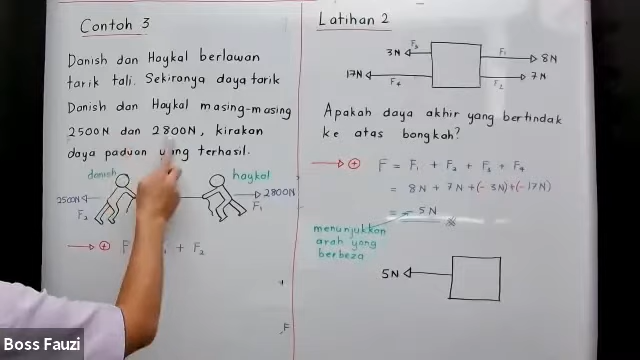 Contoh 3
Danish dan Haykal berlawan
tarik tali. Sekiranya daya tarik
Danish dan Haykal masing-masing
2500N dan 2800N, kirakan
daya paduan yang terhasil.
danish
haykal
2500N
2800N
F₂
F₁
+ F
+ F₂
Latihan 2
3N
F₃
F₁
8N
17N
F₄
F₂
7N
Apakah daya akhir yang bertindak
ke atas bongkah?
+ F = F₁ + F₂ + F₃ + F₄
= 8N + 7N + (-3N) + (-17N)
= -5N
menunjukkan
arah yang
berbeza
5N
Boss Fauzi